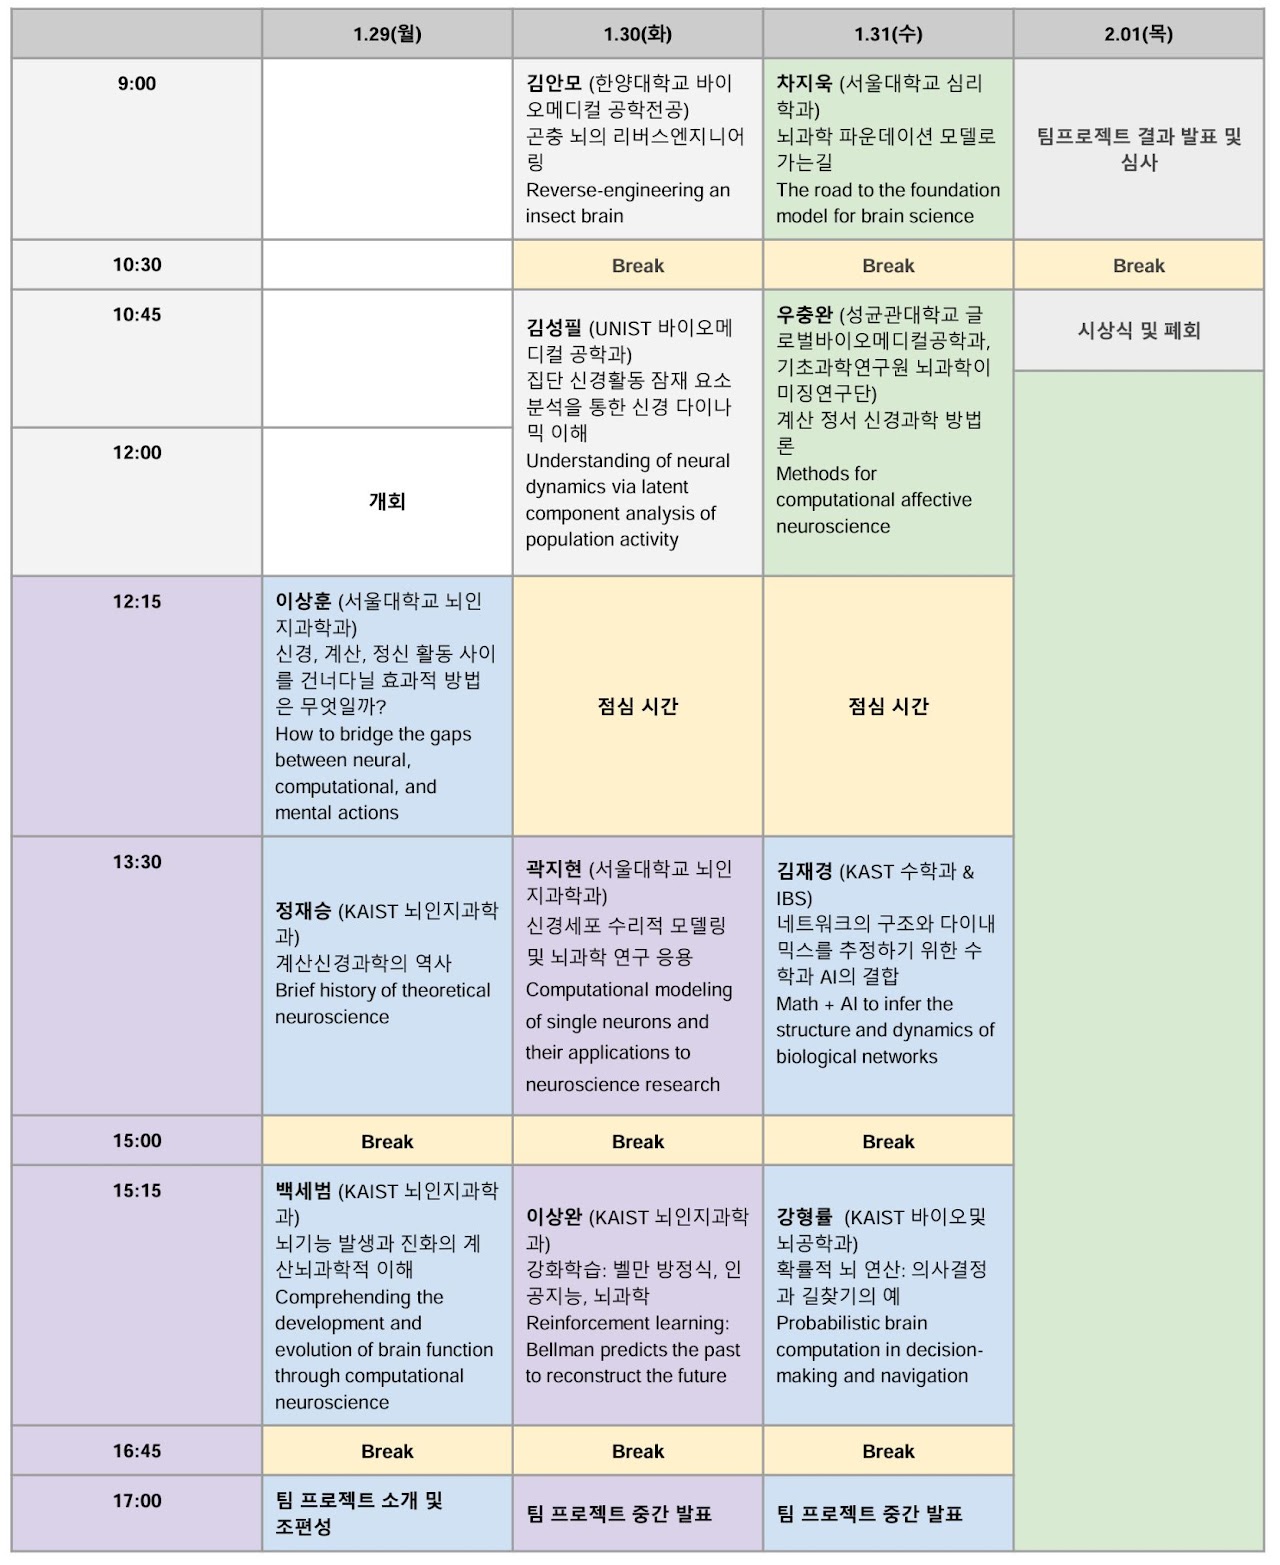 1.29(월)
1.30(화)
1.31(수)
2.01(목)
9:00
김안모 (한양대학교 바이
오메디컬 공학전공)
곤충 뇌의 리버스엔지니어
링
Reverse-engineering an
insect brain
차지욱 (서울대학교 심리
학과)
뇌과학 파운데이션 모델로
가는길
The road to the foundation
model for brain science
팀프로젝트 결과 발표 및
심사
10:30
Break
Break
Break
10:45
김성필 (UNIST 바이오메
디컬 공학과)
집단 신경활동 잠재 요소
분석을 통한 신경 다이나
믹 이해
Understanding of neural
dynamics via latent
component analysis of
population activity
우충완 (성균관대학교 글
로벌바이오메디컬공학과,
기초과학연구원 뇌과학이
미징연구단)
계산 정서 신경과학 방법
론
Methods for
computational affective
neuroscience
시상식 및 폐회
12:00
개회
12:15
이상훈 (서울대학교 뇌인
지과학과)
신경, 계산, 정신 활동 사이
를 건너다닐 효과적 방법
은 무엇일까?
How to bridge the gaps
between neural,
computational, and
mental actions
점심 시간
점심 시간
13:30
정재승 (KAIST 뇌인지과학
과)
계산신경과학의 역사
Brief history of theoretical
neuroscience
곽지현 (서울대학교 뇌인
지과학과)
신경세포 수리적 모델링
및 뇌과학 연구 응용
Computational modeling
of single neurons and
their applications to
neuroscience research
김재경 (KAST 수학과 &
IBS)
네트워크의 구조와 다이내
믹스를 추정하기 위한 수
학과 AI의 결합
Math + AI to infer the
structure and dynamics of
biological networks
15:00
Break
Break
Break
15:15
백세범 (KAIST 뇌인지과학
과)
뇌기능 발생과 진화의 계
산뇌과학적 이해
Comprehending the
development and
evolution of brain function
through computational
neuroscience
이상완 (KAIST 뇌인지과학
과)
강화학습: 벨만 방정식, 인
공지능, 뇌과학
Reinforcement learning:
Bellman predicts the past
to reconstruct the future
강형률 (KAIST 바이오및
뇌공학과)
확률적 뇌 연산: 의사결정
과 길찾기의 예
Probabilistic brain
computation in decision-
making and navigation
16:45
Break
Break
Break
17:00
팀 프로젝트 소개 및
조편성
팀 프로젝트 중간 발표
팀 프로젝트 중간 발표